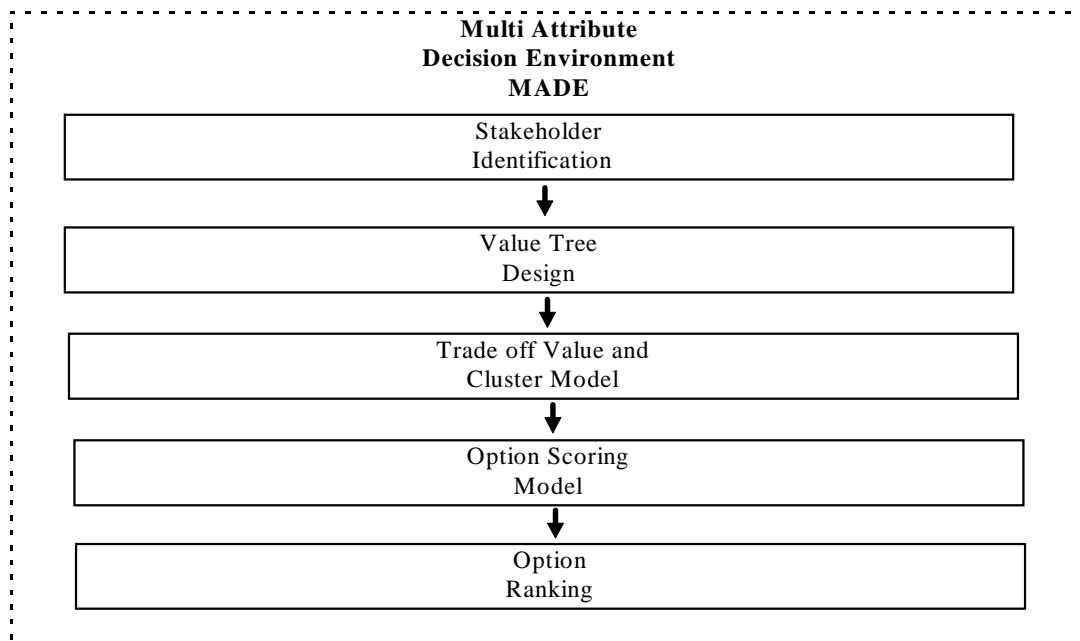 Multi Attribute
Decision Environment
MADE
Stakeholder
Identification
Value Tree
Design
Trade off Value and
Cluster Model
Option Scoring
Model
Option
Ranking